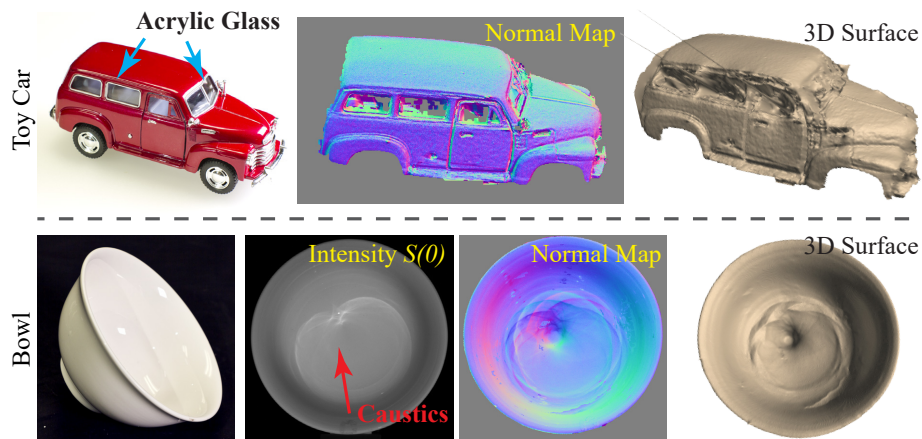 Toy Car
Acrylic Glass
Normal Map
3D Surface
Bowl
Intensity S(0)
Caustics
Normal Map
3D Surface